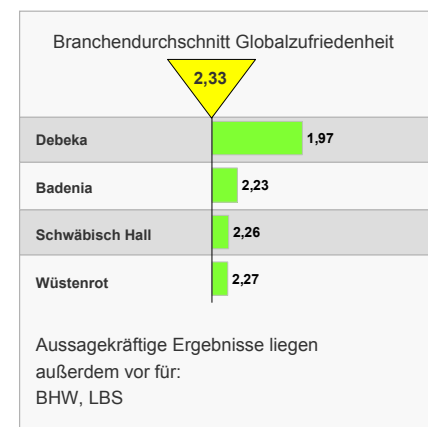 Branchendurchschnitt Globalzufriedenheit
2,33
Debeka 1,97
Badenia 2,23
Schwäbisch Hall 2,26
Wüstenrot 2,27
Aussagekräftige Ergebnisse liegen
außerdem vor für:
BHW, LBS